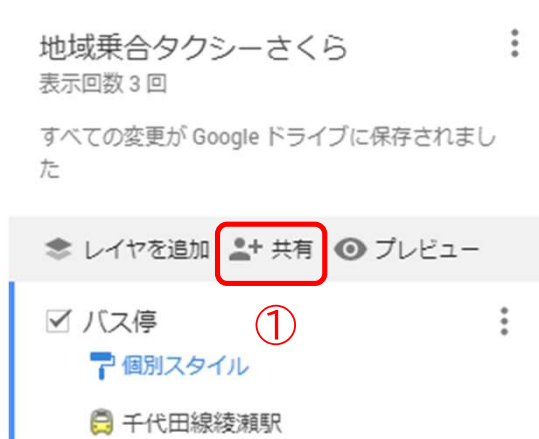 地域乗合タクシーさくら
表示回数 3 回
すべての変更が Google ドライブに保存されまし
た
レイヤを追加 共有 プレビュー
バス停
①
個別スタイル
千代田線綾瀬駅